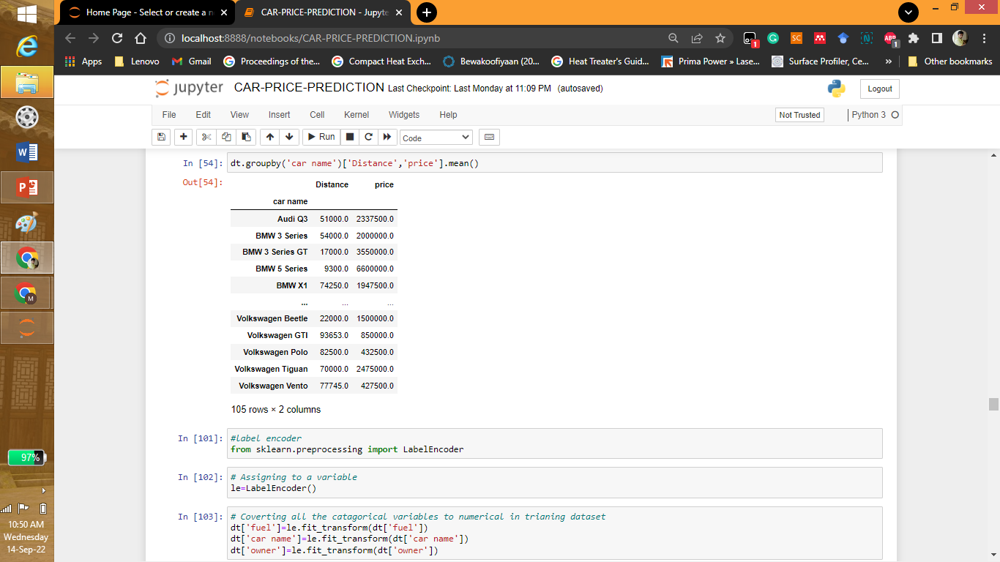 Home Page - Select or create a n
CAR-PRICE-PREDICTION - Jupyte
localhost:8888/notebooks/CAR-PRICE-PREDICTION.ipynb
Apps Lenovo Gmail Proceedings of the... Compact Heat Exch... Bewakoofiyaan (20... Heat Treater's Guid... Prima Power » Lase... Surface Profiler, Ce... » Other bookmarks
jupyter CAR-PRICE-PREDICTION Last Checkpoint: Last Monday at 11:09 PM (autosaved) Logout
File Edit View Insert Cell Kernel Widgets Help Not Trusted Python 3
Run Code
In [54]: dt.groupby('car name')['Distance','price'].mean()
Out[54]:
Distance price
car name
Audi Q3 51000.0 2337500.0
BMW 3 Series 54000.0 2000000.0
BMW 3 Series GT 17000.0 3550000.0
BMW 5 Series 9300.0 6600000.0
BMW X1 74250.0 1947500.0
... ... ...
Volkswagen Beetle 22000.0 1500000.0
Volkswagen GTI 93653.0 850000.0
Volkswagen Polo 82500.0 432500.0
Volkswagen Tiguan 70000.0 2475000.0
Volkswagen Vento 77745.0 427500.0
105 rows × 2 columns
In [101]: #label encoder
from sklearn.preprocessing import LabelEncoder
In [102]: # Assigning to a variable
le=LabelEncoder()
In [103]: # Coverting all the catagorical variables to numerical in trianing dataset
dt['fuel']=le.fit_transform(dt['fuel'])
dt['car name']=le.fit_transform(dt['car name'])
dt['owner']=le.fit_transform(dt['owner'])
97%
10:50 AM
Wednesday
14-Sep-22